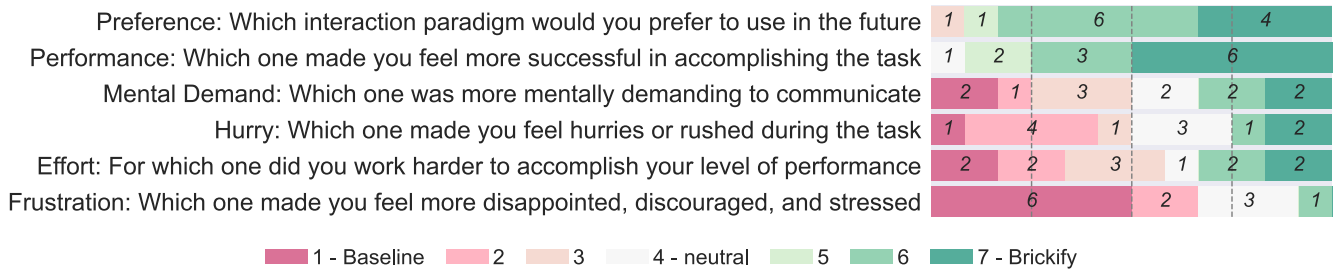 Preference: Which interaction paradigm would you prefer to use in the future 1 1 6 4
Performance: Which one made you feel more successful in accomplishing the task 1 2 3 6
Mental Demand: Which one was more mentally demanding to communicate 2 1 3 2 2 2
Hurry: Which one made you feel hurries or rushed during the task 1 4 1 3 1 2
Effort: For which one did you work harder to accomplish your level of performance 2 2 3 1 2 2
Frustration: Which one made you feel more disappointed, discouraged, and stressed 6 2 3 1
1 - Baseline 2 3 4 - neutral 5 6 7 - Brickify